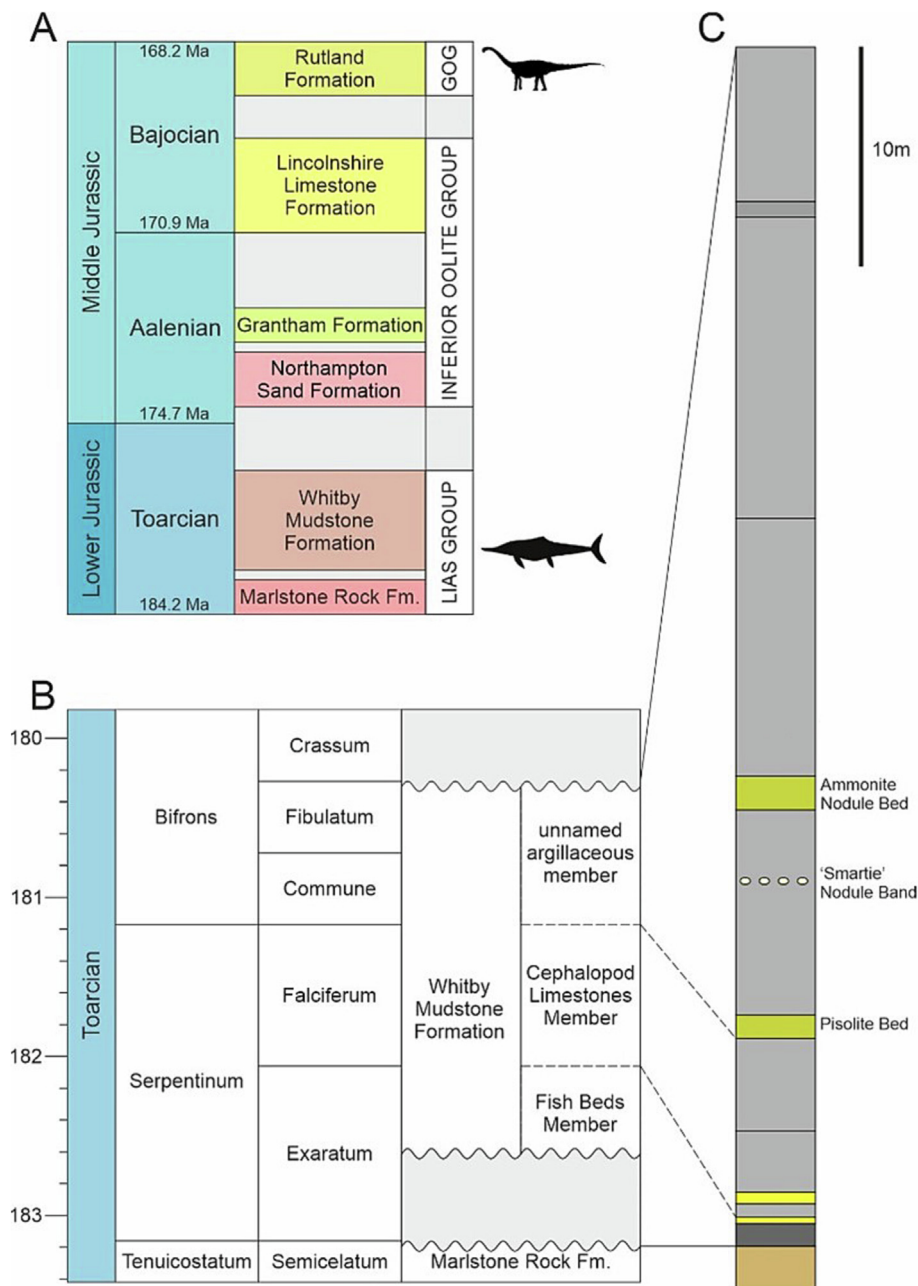 A
168.2 Ma
Rutland
Formation
GOG
Middle Jurassic
Bajocian
Lincolnshire
Limestone
Formation
170.9 Ma
INFERIOR OOLITE GROUP
Aalenian
Grantham Formation
Northampton
Sand Formation
174.7 Ma
Lower Jurassic
Toarcian
Whitby
Mudstone
Formation
LIAS GROUP
184.2 Ma
Marlstone Rock Fm.
B
180
181
182
183
Toarcian
Bifrons
Serpentinum
Tenuicostatum
Crassum
Fibulatum
Commune
Falciferum
Exaratum
Semicelatum
Whitby
Mudstone
Formation
unnamed
argillaceous
member
Cephalopod
Limestones
Member
Fish Beds
Member
Marlstone Rock Fm.
C
10m
Ammonite
Nodule Bed
'Smartie'
Nodule Band
Pisolite Bed